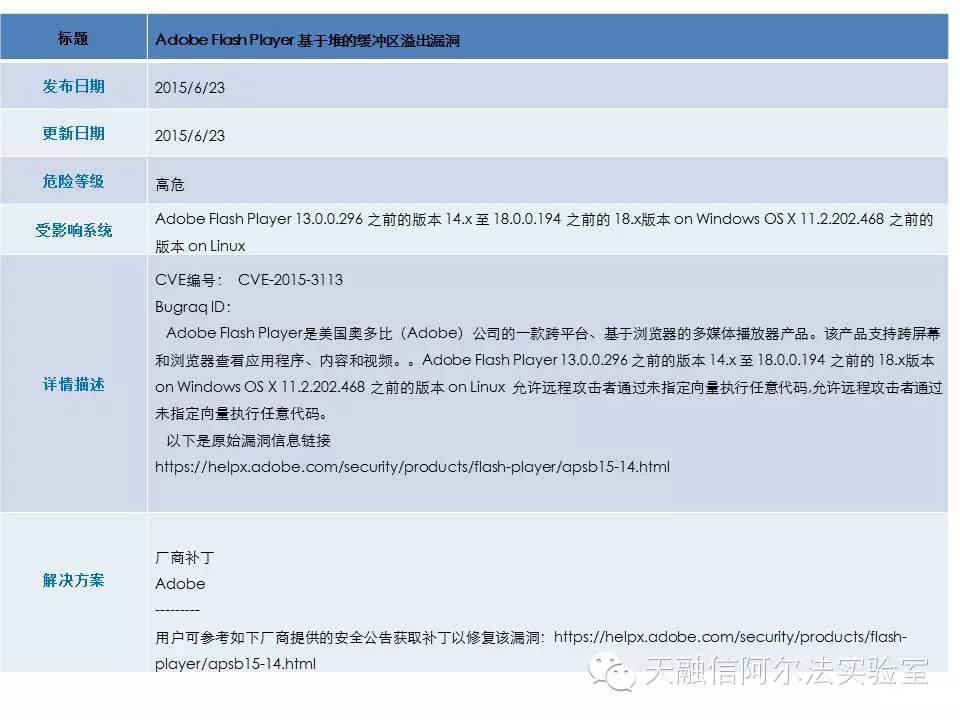 标题
Adobe Flash Player 基于堆的缓冲区溢出漏洞
发布日期
2015/6/23
更新日期
2015/6/23
危险等级
高危
受影响系统
Adobe Flash Player 13.0.0.296 之前的版本 14.x 至 18.0.0.194 之前的 18.x版本 on Windows OS X 11.2.202.468 之前的
版本 on Linux
详情描述
CVE编号： CVE-2015-3113
Bugraq ID：
Adobe Flash Player是美国奥多比（Adobe）公司的一款跨平台、基于浏览器的多媒体播放器产品。该产品支持跨屏幕
和浏览器查看应用程序、内容和视频。。Adobe Flash Player 13.0.0.296 之前的版本 14.x 至 18.0.0.194 之前的 18.x版本
on Windows OS X 11.2.202.468 之前的版本 on Linux 允许远程攻击者通过未指定向量执行任意代码,允许远程攻击者通过
未指定向量执行任意代码。
以下是原始漏洞信息链接
https://helpx.adobe.com/security/products/flash-player/apsb15-14.html
解决方案
厂商补丁
Adobe
---------
用户可参考如下厂商提供的安全公告获取补丁以修复该漏洞：https://helpx.adobe.com/security/products/flash-
player/apsb15-14.html
天融信阿尔法实验室